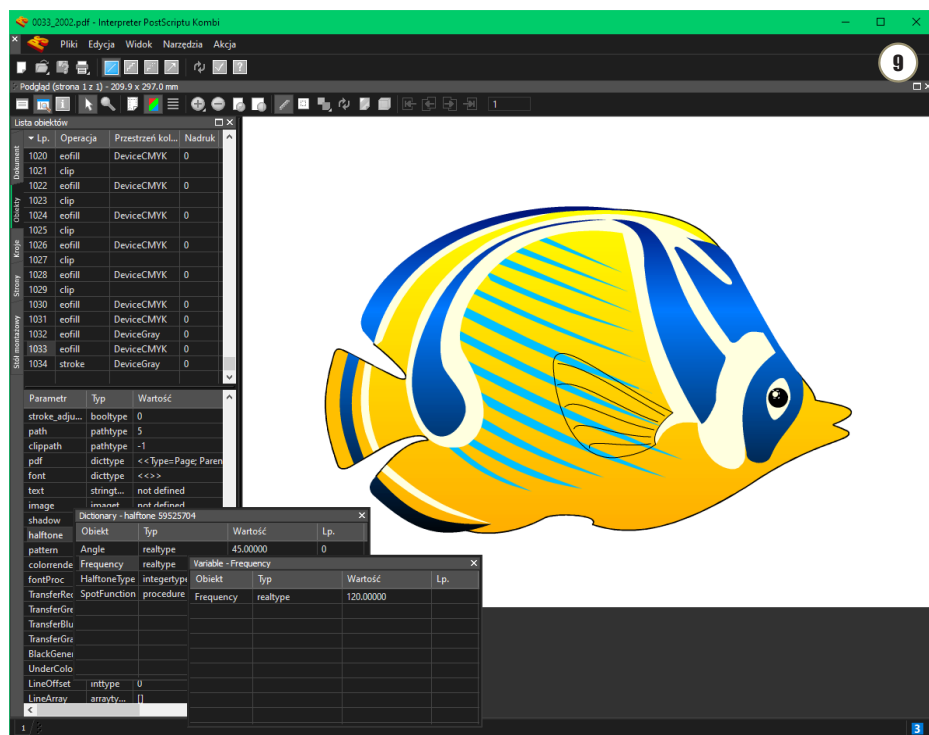 0033_2002.pdf - Interpreter PostScriptu Kombi
Pliki Edycja Widok Narzędzia Akcja
9
Podgląd (strona 1 z 1) - 209.9 x 297.0 mm
1
Lista obiektów
Lp. Operacja Przestrzeń kol... Nadruk
1020 eofill DeviceCMYK 0
1021 clip
1022 eofill DeviceCMYK 0
1023 clip
1024 eofill DeviceCMYK 0
1025 clip
1026 eofill DeviceCMYK 0
1027 clip
1028 eofill DeviceCMYK 0
1029 clip
1030 eofill DeviceCMYK 0
1031 eofill DeviceCMYK 0
1032 eofill DeviceGray 0
1033 eofill DeviceCMYK 0
1034 stroke DeviceGray 0
Dokument
Obiekty
Kroje
Strony
Stół montażowy
Parametr Typ Wartość
stroke_adju... booltype 0
path pathtype 5
clippath pathtype -1
pdf dicttype <<Type=Page; Paren
font dicttype <<>>
text stringt... not defined
image imaget not defined
shadow
halftone
pattern
colorrende
fontProc
TransferRed
TransferGre
TransferBlu
TransferGra
BlackGener
UnderColo
LineOffset inttype 0
LineArray arrayty... []
Dictionary - halftone 59525704
Obiekt Typ Wartość Lp.
Angle realtype 45.00000 0
Frequency realtype
HalftoneType integertype
SpotFunction procedure
Variable - Frequency
Obiekt Typ Wartość Lp.
Frequency realtype 120.00000
1
3